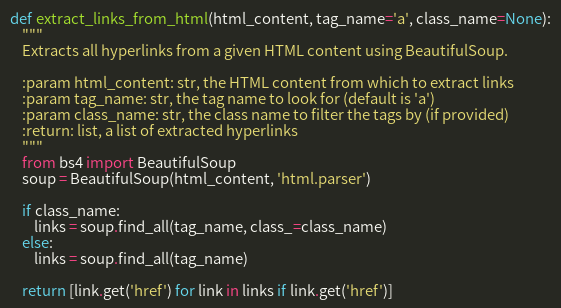 def extract_links_from_html(html_content, tag_name='a', class_name=None):
    """
    Extracts all hyperlinks from a given HTML content using BeautifulSoup.

    :param html_content: str, the HTML content from which to extract links
    :param tag_name: str, the tag name to look for (default is 'a')
    :param class_name: str, the class name to filter the tags by (if provided)
    :return: list, a list of extracted hyperlinks
    """
    from bs4 import BeautifulSoup
    soup = BeautifulSoup(html_content, 'html.parser')

    if class_name:
        links = soup.find_all(tag_name, class_=class_name)
    else:
        links = soup.find_all(tag_name)

    return [link.get('href') for link in links if link.get('href')]